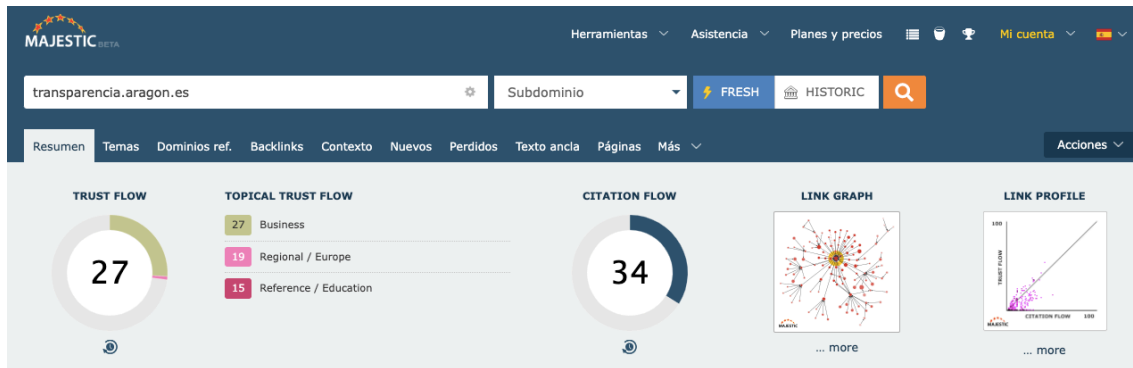 MAJESTIC BETA
Herramientas Asistencia Planes y precios Mi cuenta
transparencia.aragon.es Subdominio FRESH HISTORIC
Resumen Temas Dominios ref. Backlinks Contexto Nuevos Perdidos Texto ancla Páginas Más Acciones
TRUST FLOW TOPICAL TRUST FLOW CITATION FLOW LINK GRAPH LINK PROFILE
27 Business
19 Regional / Europe
15 Reference / Education
27
34
MAJESTIC
100
TRUST FLOW
CITATION FLOW 100
MAJESTIC
... more
... more